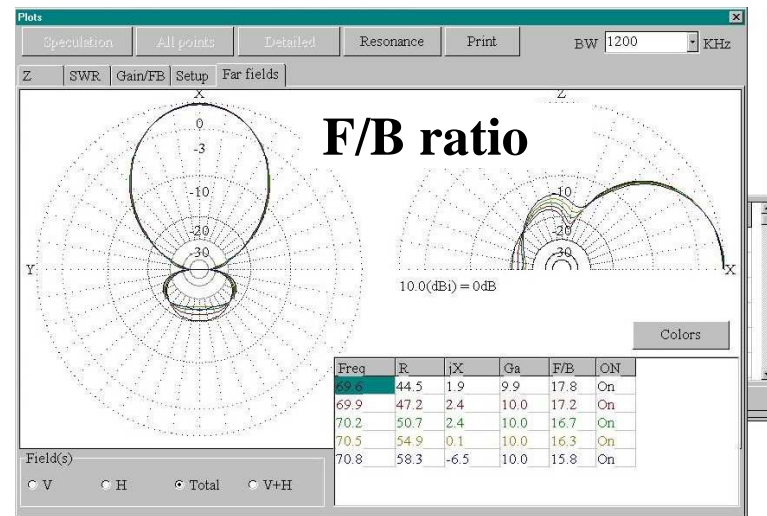 Plots
Speculation All points Detailed Resonance Print BW 1200 KHz
Z SWR Gain/FB Setup Far fields
X
0
-3
-10
-20
-30
Y
F/B ratio
Z
-10
-20
-30
X
10.0(dBi) = 0dB
Colors
Freq R jX Ga F/B ON
69.6 44.5 1.9 9.9 17.8 On
69.9 47.2 2.4 10.0 17.2 On
70.2 50.7 2.4 10.0 16.7 On
70.5 54.9 0.1 10.0 16.3 On
70.8 58.3 -6.5 10.0 15.8 On
Field(s)
V H Total V+H